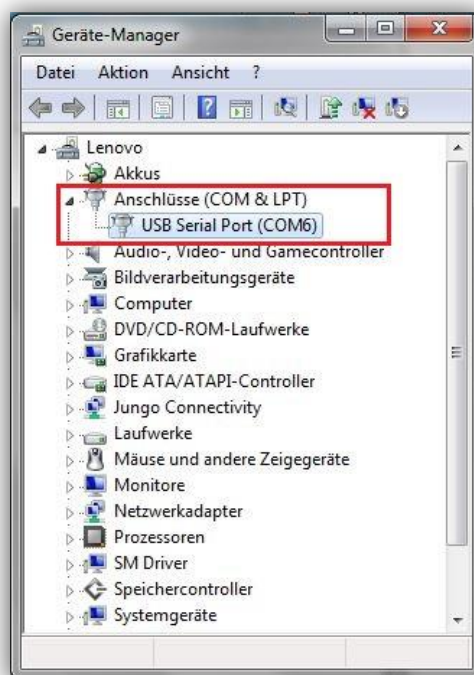 Geräte-Manager
Datei Aktion Ansicht ?
Lenovo
Akkus
Anschlüsse (COM & LPT)
USB Serial Port (COM6)
Audio-, Video- und Gamecontroller
Bildverarbeitungsgeräte
Computer
DVD/CD-ROM-Laufwerke
Grafikkarte
IDE ATA/ATAPI-Controller
Jungo Connectivity
Laufwerke
Mäuse und andere Zeigegeräte
Monitore
Netzwerkadapter
Prozessoren
SM Driver
Speichercontroller
Systemgeräte